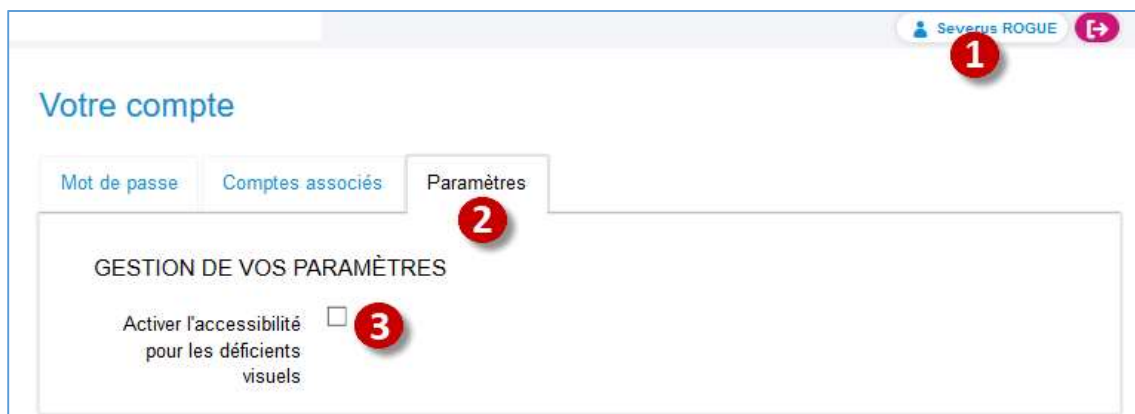 Severus ROGUE
1
Votre compte
Mot de passe Comptes associés Paramètres
2
GESTION DE VOS PARAMÈTRES
Activer l'accessibilité
3
pour les déficients
visuels